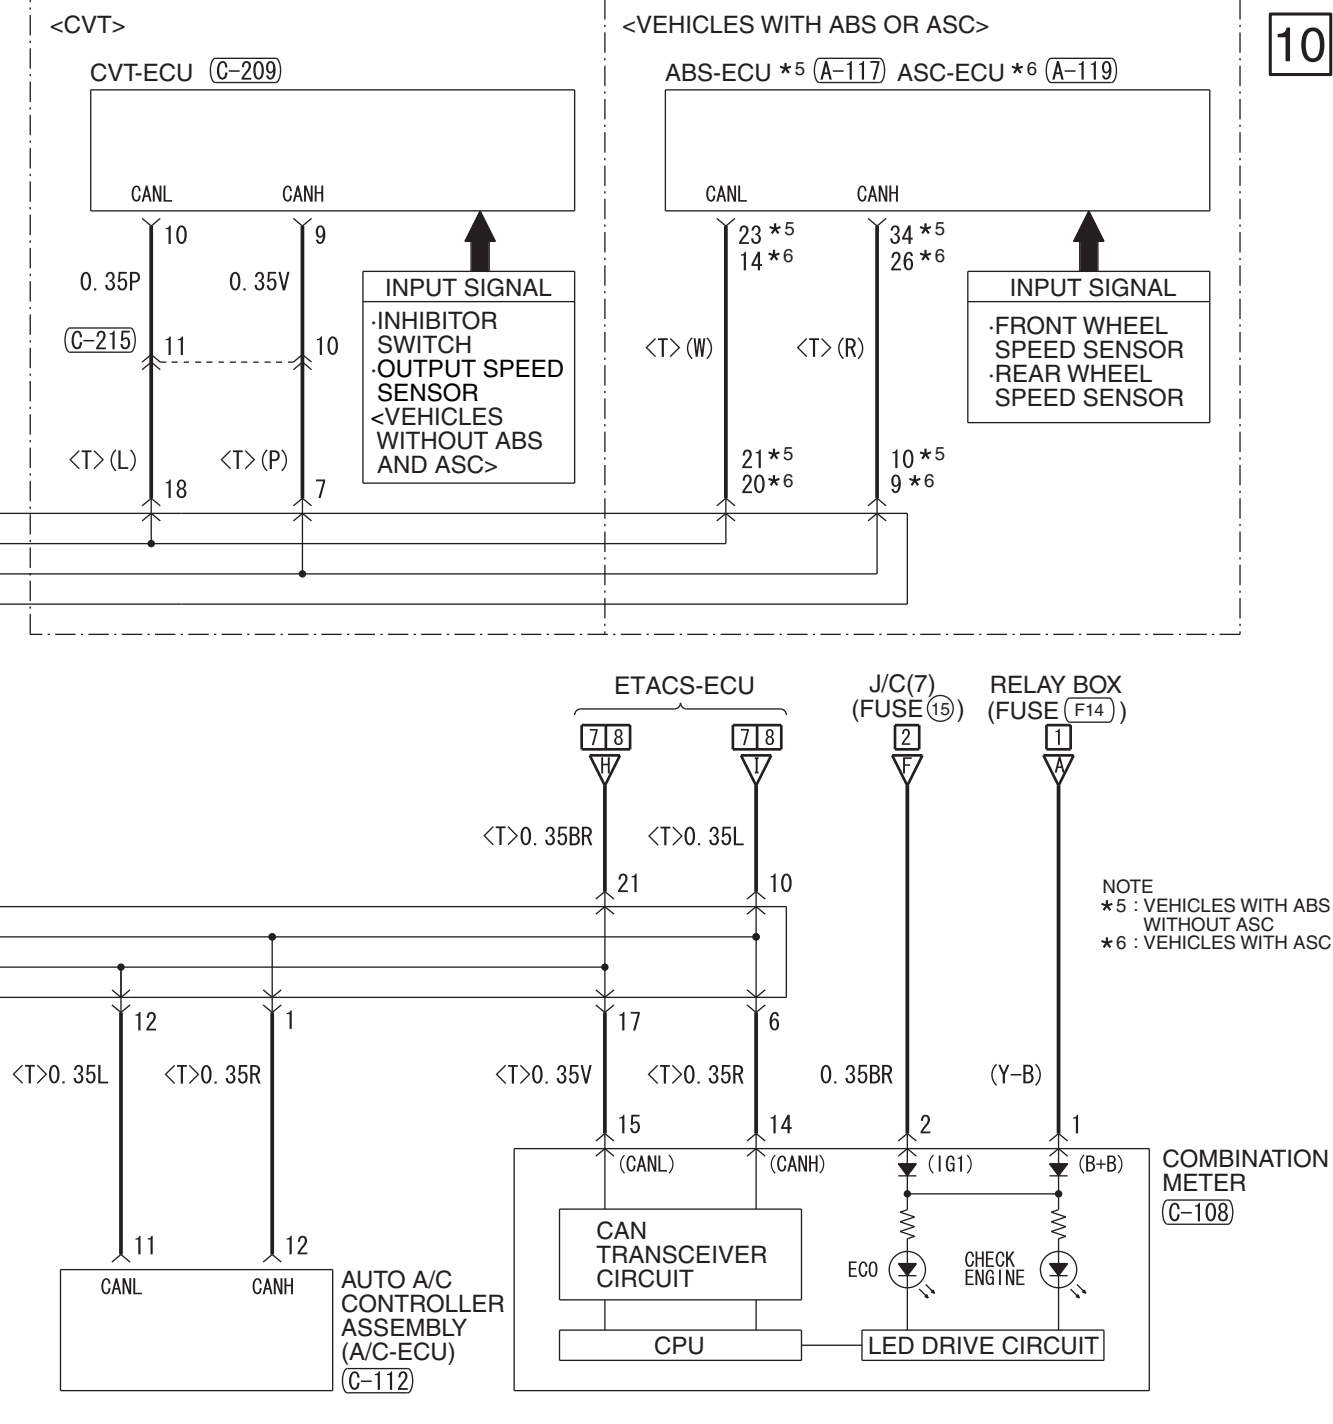 <CVT>
<VEHICLES WITH ABS OR ASC>
10
CVT-ECU C-209
ABS-ECU *5 A-117 ASC-ECU *6 A-119
CANL CANH
CANL CANH
10 9
23 *5 34 *5
14 *6 26 *6
0.35P 0.35V
INPUT SIGNAL
·INHIBITOR
SWITCH
·OUTPUT SPEED
SENSOR
<VEHICLES
WITHOUT ABS
AND ASC>
INPUT SIGNAL
·FRONT WHEEL
SPEED SENSOR
·REAR WHEEL
SPEED SENSOR
C-215 11 10
<T>(W) <T>(R)
<T>(L) <T>(P)
21*5 10*5
20*6 9 *6
18 7
ETACS-ECU
J/C(7)
(FUSE 15)
RELAY BOX
(FUSE F14)
7 8 7 8 2 1
H I F A
<T>0.35BR <T>0.35L
21 10
NOTE
*5 : VEHICLES WITH ABS
WITHOUT ASC
*6 : VEHICLES WITH ASC
12 1 17 6
<T>0.35L <T>0.35R <T>0.35V <T>0.35R 0.35BR (Y-B)
15 14 2 1
(CANL) (CANH) (IG1) (B+B)
COMBINATION
METER
C-108
CAN
TRANSCEIVER
CIRCUIT
ECO
CHECK
ENGINE
CPU
LED DRIVE CIRCUIT
11 12
CANL CANH
AUTO A/C
CONTROLLER
ASSEMBLY
(A/C-ECU)
C-112